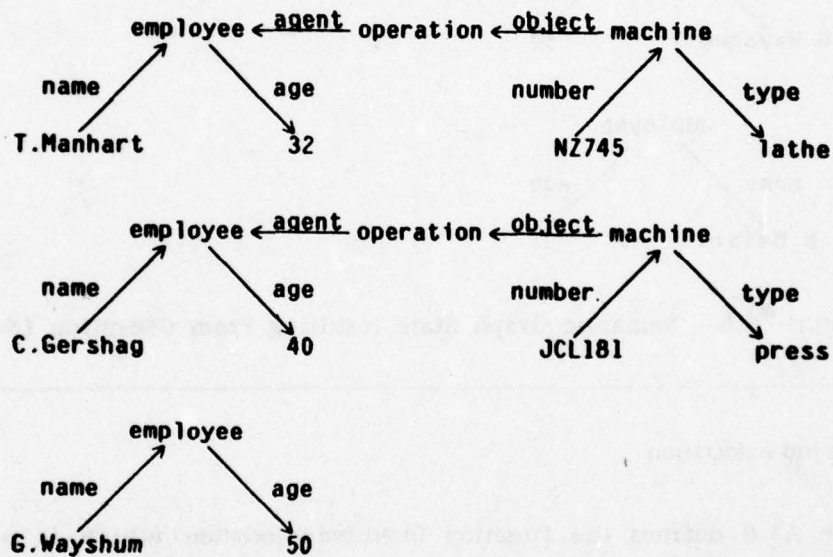 employee agent operation object machine
name age number type
T.Manhart 32 NZ745 lathe
employee agent operation object machine
name age number type
C.Gershag 40 JCL181 press
employee
name age
G.Wayshum 50